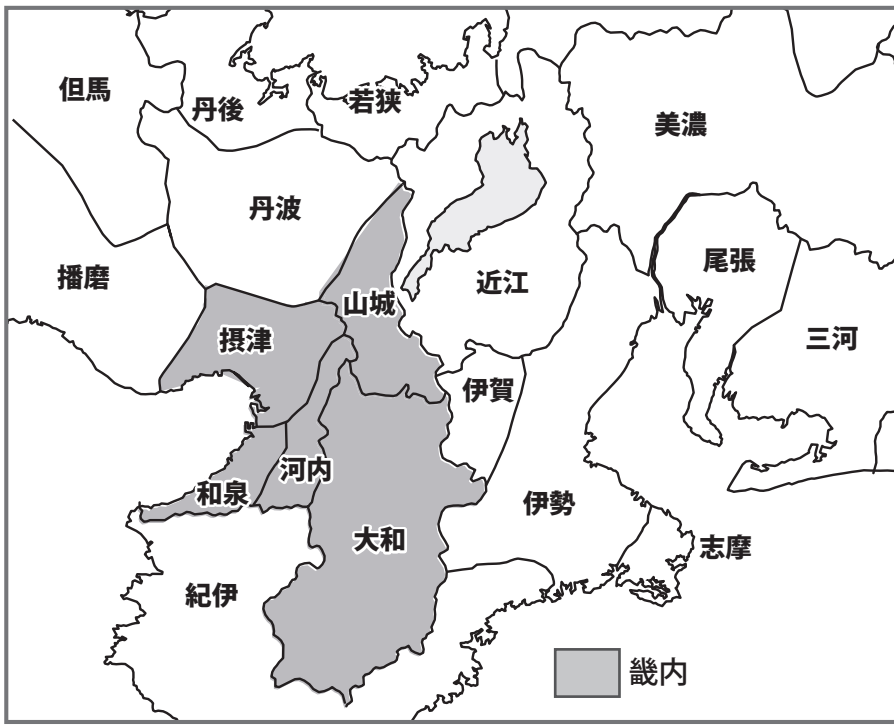 但馬
丹後
若狭
美濃
丹波
播磨
山城
近江
尾張
摂津
三河
伊賀
河内
和泉
伊勢
大和
志摩
紀伊
畿内